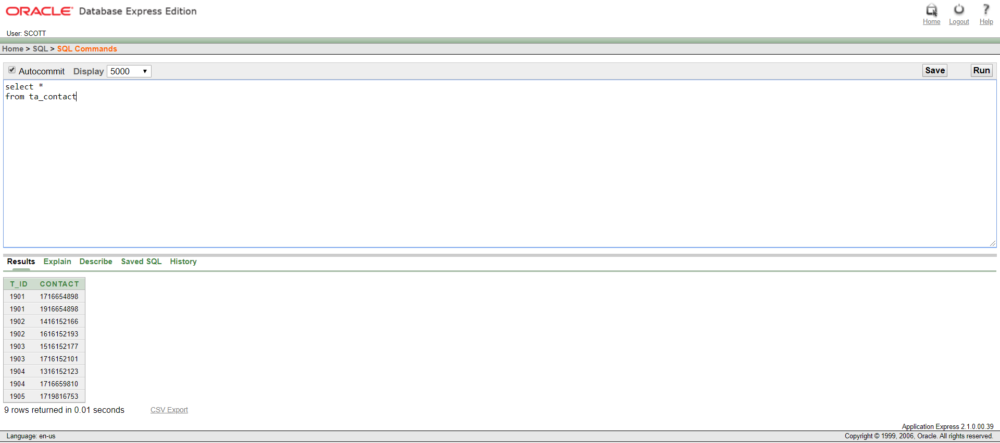 ORACLE Database Express Edition
Home Logout Help
User: SCOTT
Home > SQL > SQL Commands
Autocommit Display 5000 Save Run
select *
from ta_contact
Results Explain Describe Saved SQL History
T_ID CONTACT
1901 1716654898
1901 1916654898
1902 1416152166
1902 1616152193
1903 1516152177
1903 1716152101
1904 1316152123
1904 1716659810
1905 1719816753
9 rows returned in 0.01 seconds CSV Export
Application Express 2.1.0.00.39
Language: en-us Copyright © 1999, 2006, Oracle. All rights reserved.